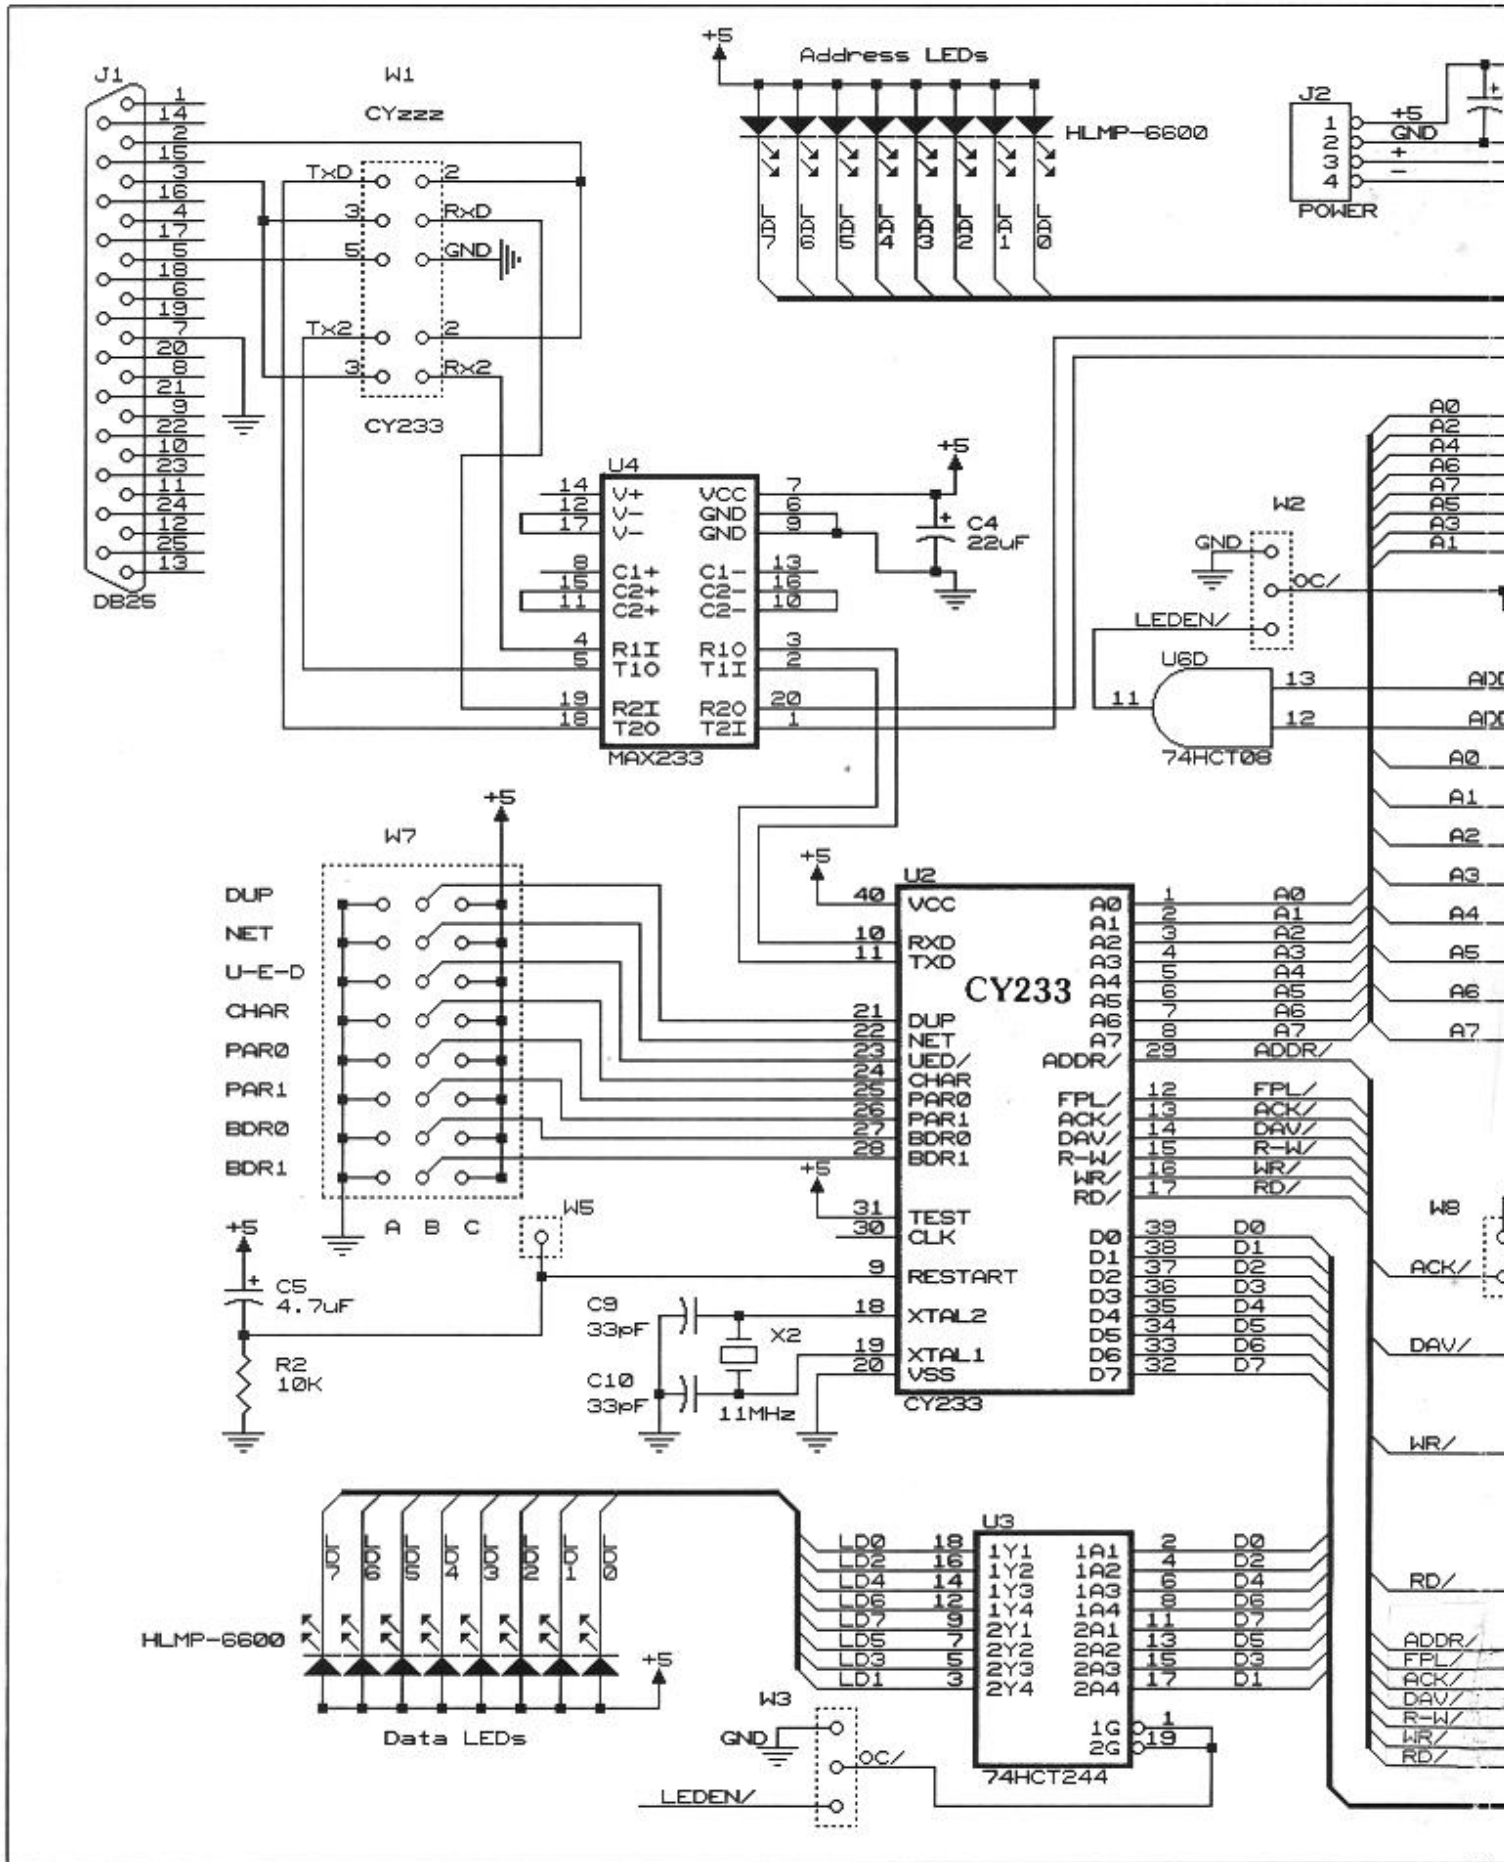 +5
Address LEDs
J1
W1
CYzzz
J2
+5
GND
+
-
1
2
3
4
POWER
HLMP-6600
1
14
2
15
3
16
4
17
5
18
6
19
7
20
8
21
9
22
10
23
11
24
12
25
13
DB25
TxD
2
3
RxD
5
GND
Tx2
2
3
Rx2
CY233
LA7
LA6
LA5
LA4
LA3
LA2
LA1
LA0
A0
A2
A4
A6
A7
A5
A3
A1
+5
U4
14 V+ VCC 7
12 V- GND 6
17 V- GND 9
8 C1+ C1- 13
15 C2+ C2- 16
11 C2+ C2- 10
4 R1I R1O 3
5 T1O T1I 2
19 R2I R2O 20
18 T2O T2I 1
MAX233
C4
22uF
W2
GND
OC/
LEDEN/
U6D
11
13
12
74HCT08
A0
A1
A2
A3
A4
A5
A6
A7
+5
W7
DUP
NET
U-E-D
CHAR
PAR0
PAR1
BDR0
BDR1
A B C
+5
U2
40 VCC A0 1 A0
A1 2 A1
10 RXD A2 3 A2
11 TXD A3 4 A3
A4 5 A4
CY233
A5 6 A5
21 DUP A6 7 A6
22 NET A7 8 A7
23 UED/ ADDR/ 29 ADDR/
24 CHAR
25 PAR0 FPL/ 12 FPL/
26 PAR1 ACK/ 13 ACK/
27 BDR0 DAV/ 14 DAV/
28 BDR1 R-W/ 15 R-W/
+5
WR/ 16 WR/
RD/ 17 RD/
31 TEST
30 CLK D0 39 D0
D1 38 D1
9 RESTART D2 37 D2
D3 36 D3
18 XTAL2 D4 35 D4
D5 34 D5
19 XTAL1 D6 33 D6
20 VSS D7 32 D7
CY233
W5
+5
C5
4.7uF
R2
10K
C9
33pF
X2
C10
33pF
11MHz
W8
ACK/
DAV/
WR/
RD/
ADDR/
FPL/
ACK/
DAV/
R-W/
WR/
RD/
LD7
LD6
LD5
LD4
LD3
LD2
LD1
LD0
HLMP-6600
+5
Data LEDs
U3
LD0 18 1Y1 1A1 2 D0
LD2 16 1Y2 1A2 4 D2
LD4 14 1Y3 1A3 6 D4
LD6 12 1Y4 1A4 8 D6
LD7 9 2Y1 2A1 11 D7
LD5 7 2Y2 2A2 13 D5
LD3 5 2Y3 2A3 15 D3
LD1 3 2Y4 2A4 17 D1
1G 1
2G 19
74HCT244
W3
GND
OC/
LEDEN/